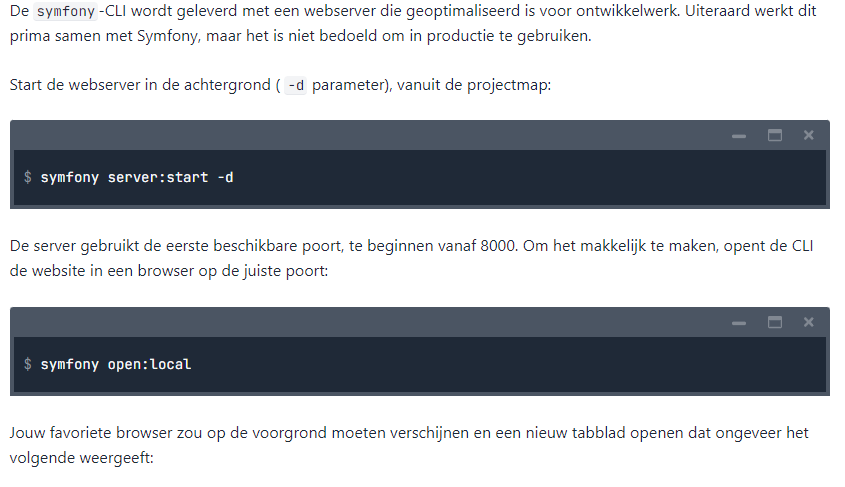 De symfony -CLI wordt geleverd met een webserver die geoptimaliseerd is voor ontwikkelwerk. Uiteraard werkt dit
prima samen met Symfony, maar het is niet bedoeld om in productie te gebruiken.
Start de webserver in de achtergrond ( -d parameter), vanuit de projectmap:
$ symfony server:start -d
De server gebruikt de eerste beschikbare poort, te beginnen vanaf 8000. Om het makkelijk te maken, opent de CLI
de website in een browser op de juiste poort:
$ symfony open:local
Jouw favoriete browser zou op de voorgrond moeten verschijnen en een nieuw tabblad openen dat ongeveer het
volgende weergeeft: